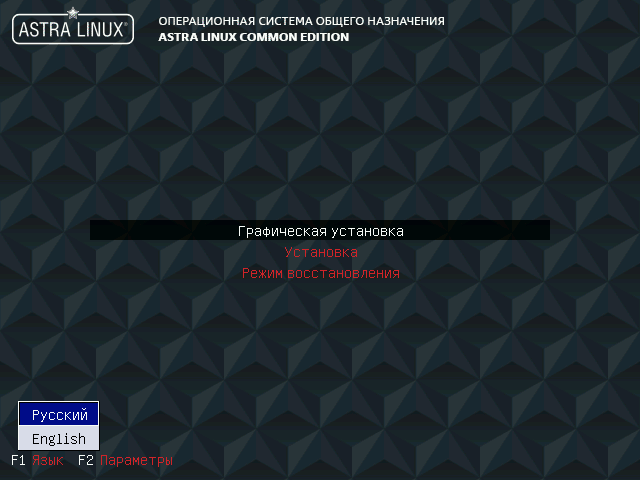 ASTRA LINUX®
ОПЕРАЦИОННАЯ СИСТЕМА ОБЩЕГО НАЗНАЧЕНИЯ
ASTRA LINUX COMMON EDITION
Графическая установка
Установка
Режим восстановления
Русский
English
F1 Язык F2 Параметры